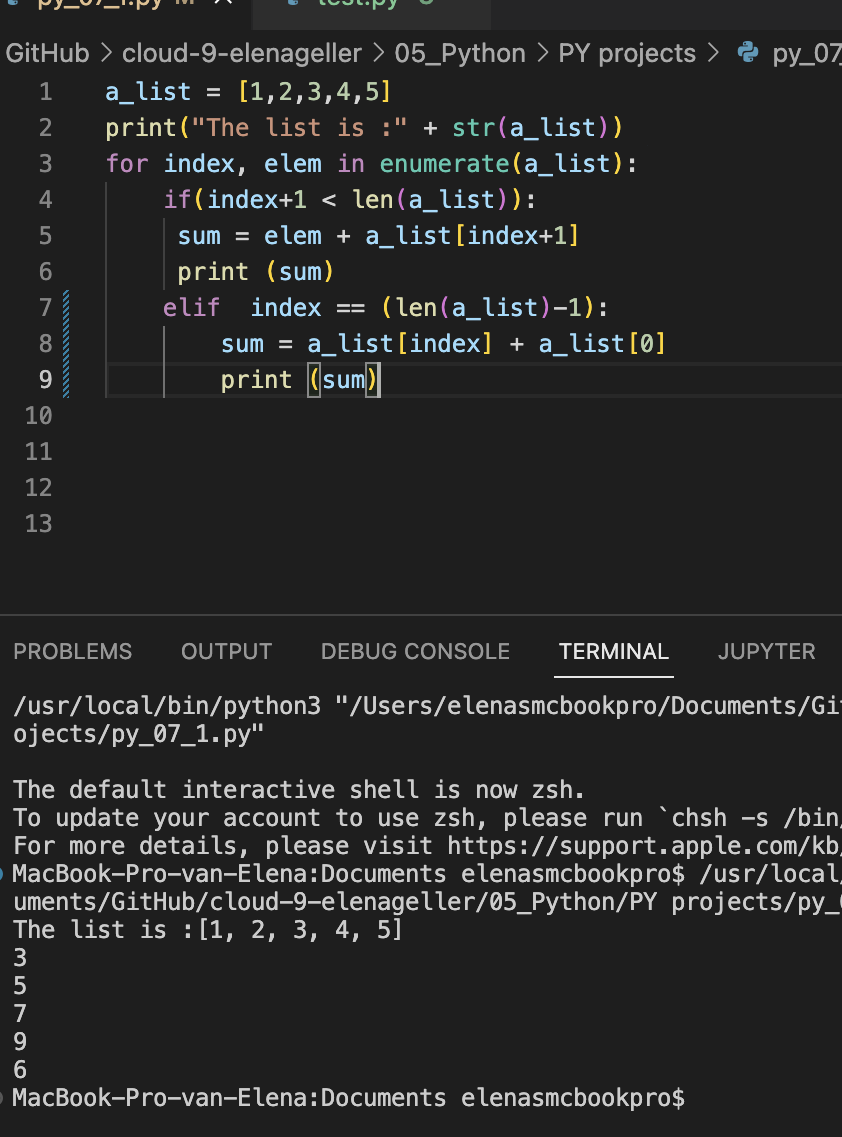 py_07_1.py M
test.py
GitHub > cloud-9-elenageller > 05_Python > PY projects > py_07
1 a_list = [1,2,3,4,5]
2 print("The list is :" + str(a_list))
3 for index, elem in enumerate(a_list):
4     if(index+1 < len(a_list)):
5      sum = elem + a_list[index+1]
6      print (sum)
7     elif  index == (len(a_list)-1):
8         sum = a_list[index] + a_list[0]
9         print (sum)
10
11
12
13
PROBLEMS OUTPUT DEBUG CONSOLE TERMINAL JUPYTER
/usr/local/bin/python3 "/Users/elenasmcbookpro/Documents/Gi
ojects/py_07_1.py"
The default interactive shell is now zsh.
To update your account to use zsh, please run `chsh -s /bin/
For more details, please visit https://support.apple.com/kb/
MacBook-Pro-van-Elena:Documents elenasmcbookpro$ /usr/local/
uments/GitHub/cloud-9-elenageller/05_Python/PY projects/py_0
The list is :[1, 2, 3, 4, 5]
3
5
7
9
6
MacBook-Pro-van-Elena:Documents elenasmcbookpro$